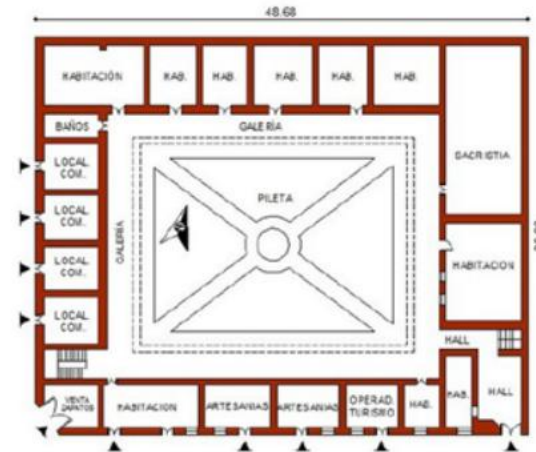 48.68
HABITACIÓN
HAB.
HAB.
HAB.
HAB.
HAB.
BAÑOS
GALERÍA
SACRISTIA
LOCAL
COM.
PILETA
LOCAL
COM.
GALERÍA
LOCAL
COM.
HABITACION
LOCAL
COM.
HALL
VENTA
ZAPATOS
HABITACION
ARTESANIAS
ARTESANIAS
OPERAD.
TURISMO
HAB.
HAB.
HALL